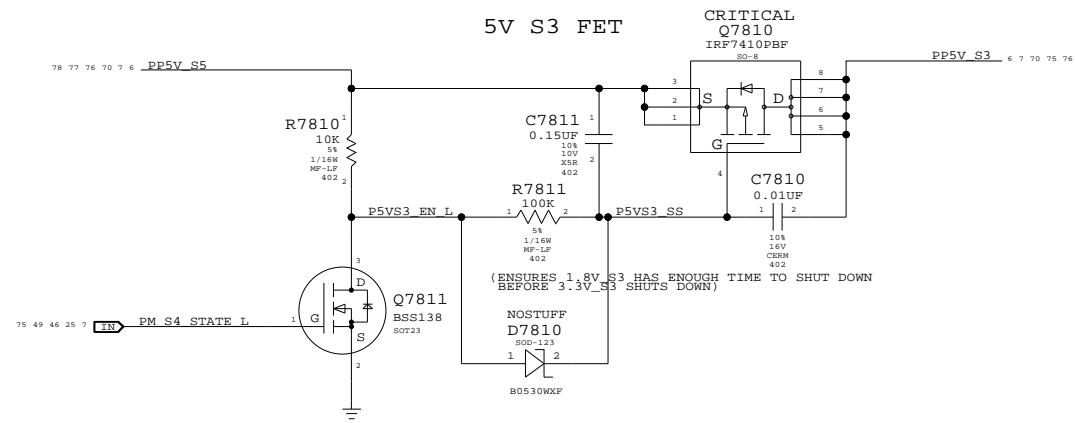 5V S3 FET
CRITICAL
Q7810
IRF7410PBF
SO-8
78 77 76 70 7 6 PP5V_S5
PP5V_S3 6 7 70 75 76
3
2
1
S
D
G
4
8
7
6
5
R7810
10K
5%
1/16W
MF-LF
402
1
2
C7811
0.15UF
10%
10V
X5R
402
1
2
R7811
100K
5%
1/16W
MF-LF
402
1
2
P5VS3_EN_L
P5VS3_SS
C7810
0.01UF
1
2
10%
16V
CERM
402
(ENSURES 1.8V_S3 HAS ENOUGH TIME TO SHUT DOWN
BEFORE 3.3V_S3 SHUTS DOWN)
3
D
G
S
1
2
Q7811
BSS138
SOT23
75 49 46 25 7 IN PM_S4_STATE_L
NOSTUFF
D7810
SOD-123
1
2
B0530WXF